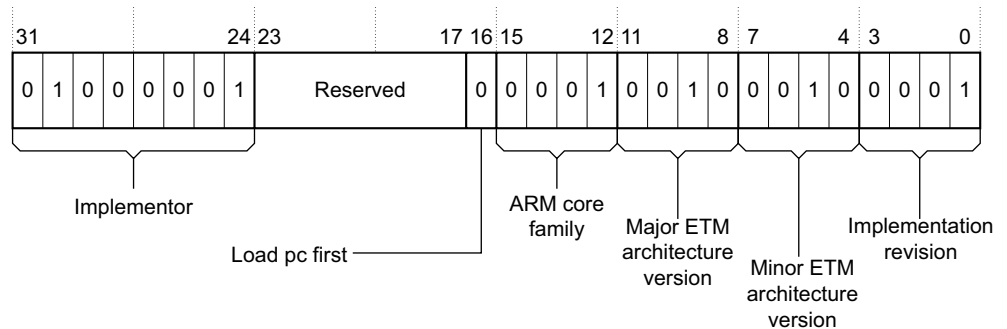 31 24 23 17 16 15 12 11 8 7 4 3 0
0 1 0 0 0 0 0 1 Reserved 0 0 0 0 1 0 0 1 0 0 0 1 0 0 0 0 1
Implementor
Load pc first
ARM core
family
Major ETM
architecture
version
Minor ETM
architecture
version
Implementation
revision